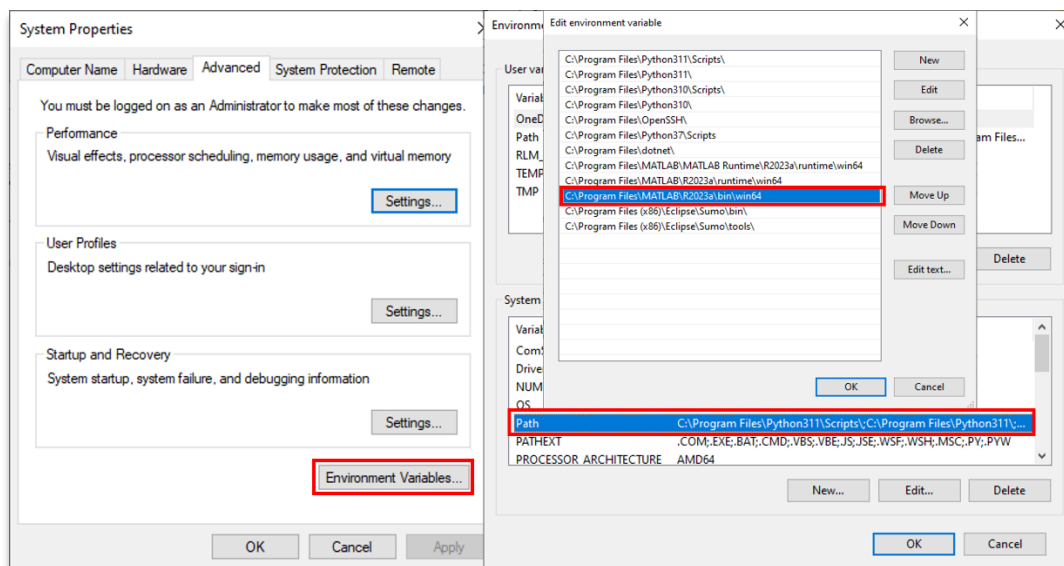 System Properties
Computer Name Hardware Advanced System Protection Remote
You must be logged on as an Administrator to make most of these changes.
Performance
Visual effects, processor scheduling, memory usage, and virtual memory
Settings...
User Profiles
Desktop settings related to your sign-in
Settings...
Startup and Recovery
System startup, system failure, and debugging information
Settings...
Environment Variables...
OK Cancel Apply
Environme
Edit environment variable
C:\Program Files\Python311\Scripts\
C:\Program Files\Python311\
C:\Program Files\Python310\Scripts\
C:\Program Files\Python310\
C:\Program Files\OpenSSH\
C:\Program Files\Python37\Scripts
C:\Program Files\dotnet\
C:\Program Files\MATLAB\MATLAB Runtime\R2023a\runtime\win64
C:\Program Files\MATLAB\R2023a\runtime\win64
C:\Program Files\MATLAB\R2023a\bin\win64
C:\Program Files (x86)\Eclipse\Sumo\bin\
C:\Program Files (x86)\Eclipse\Sumo\tools\
New
Edit
Browse...
Delete
Move Up
Move Down
Edit text...
OK Cancel
User var
Variab
OneD
Path am Files...
RLM_
TEMP
TMP
Delete
System
Variab
ComS
Drive
NUM
OS
Path C:\Program Files\Python311\Scripts\;C:\Program Files\Python311\;...
PATHEXT .COM;.EXE;.BAT;.CMD;.VBS;.VBE;.JS;.JSE;.WSF;.WSH;.MSC;.PY;.PYW
PROCESSOR_ARCHITECTURE AMD64
New... Edit... Delete
OK Cancel